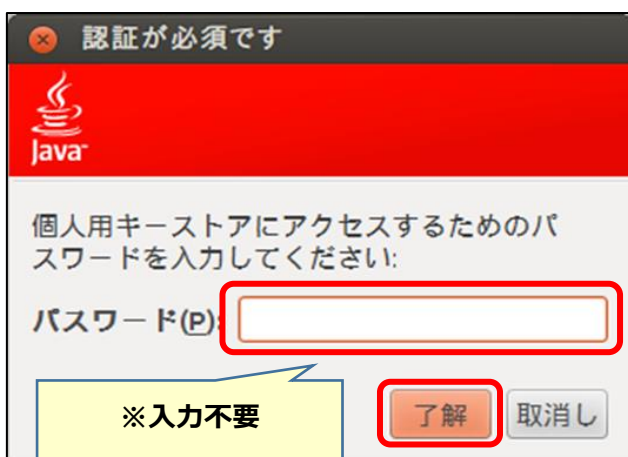 認証が必須です
Java
個人用キーストアにアクセスするためのパ
スワードを入力してください:
パスワード(P):
※入力不要
了解 取消し